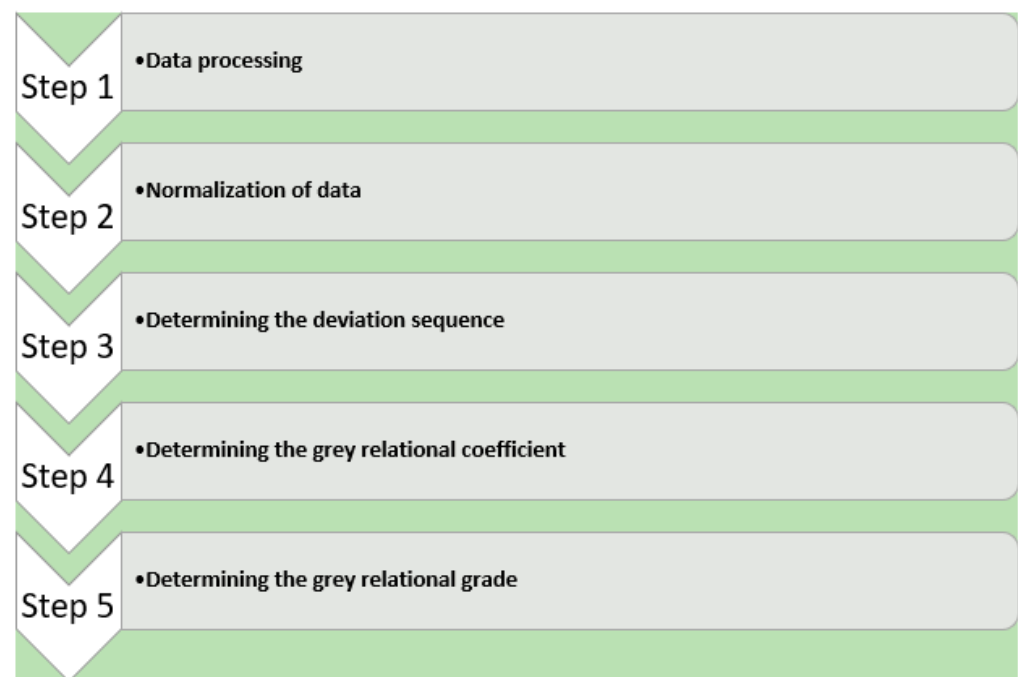 Step 1
•Data processing
Step 2
•Normalization of data
Step 3
•Determining the deviation sequence
Step 4
•Determining the grey relational coefficient
Step 5
•Determining the grey relational grade